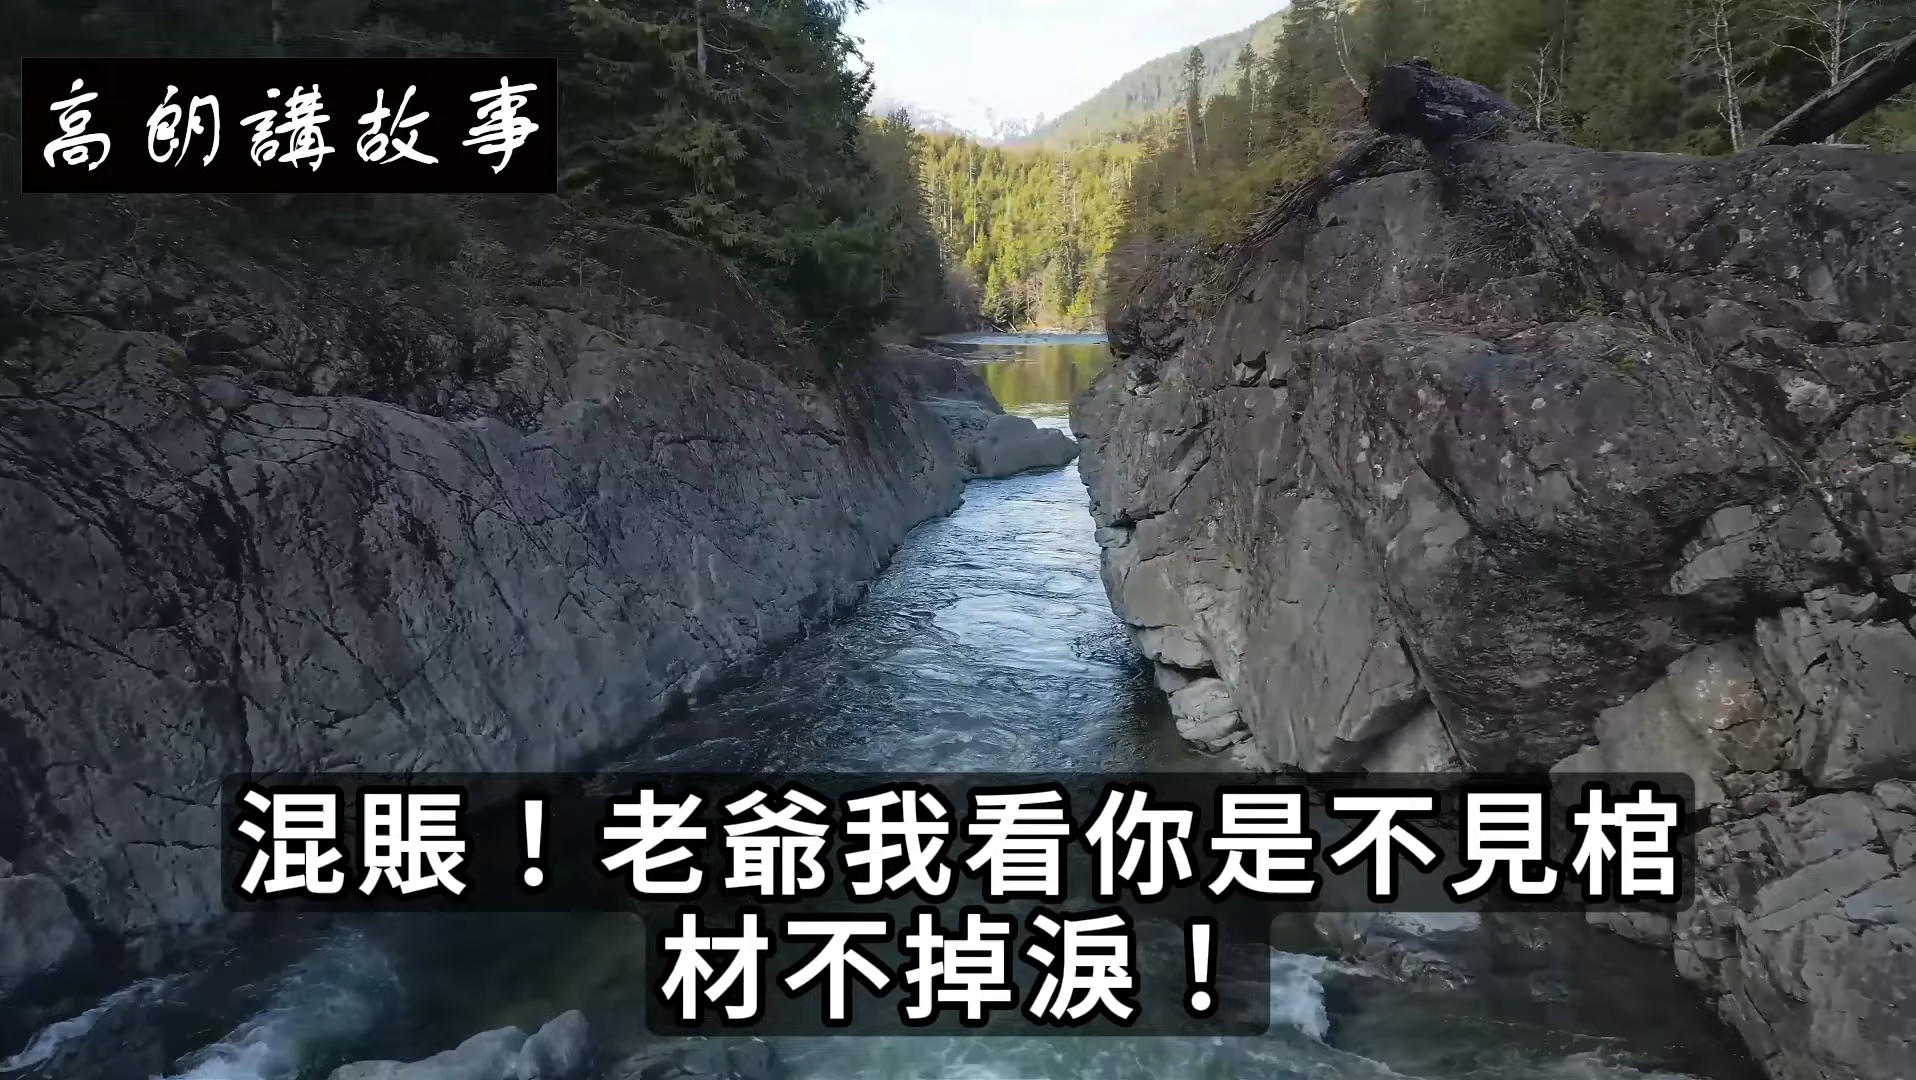 高朗講故事
混賬！老爺我看你是不見棺
材不掉淚！